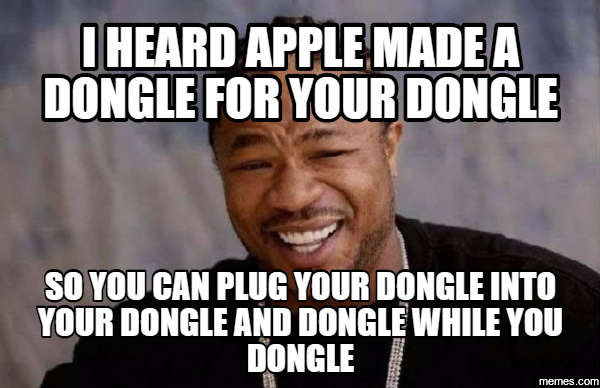 I HEARD APPLE MADE A
DONGLE FOR YOUR DONGLE
SO YOU CAN PLUG YOUR DONGLE INTO
YOUR DONGLE AND DONGLE WHILE YOU
DONGLE
memes.com